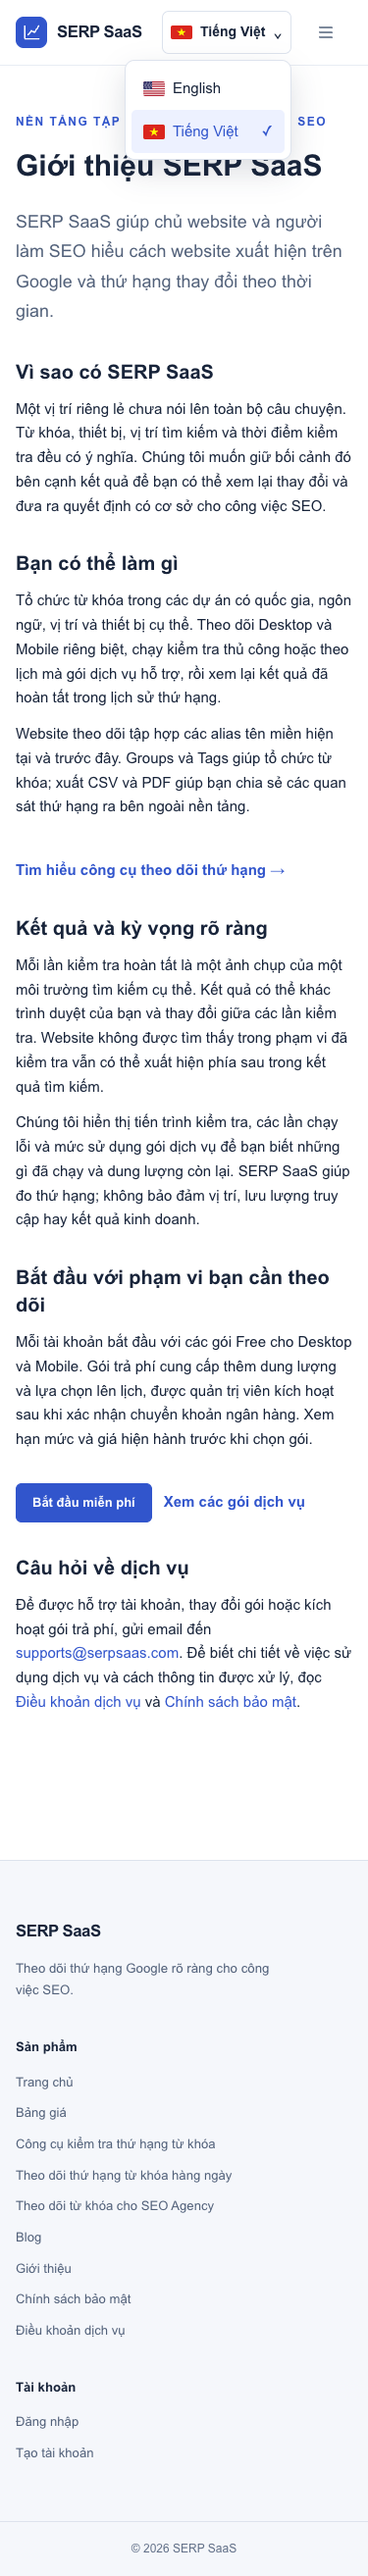 SERP SaaS
Tiếng Việt
English
Tiếng Việt
NỀN TẢNG TẬP SEO
Giới thiệu SERP SaaS
SERP SaaS giúp chủ website và người
làm SEO hiểu cách website xuất hiện trên
Google và thứ hạng thay đổi theo thời
gian.
Vì sao có SERP SaaS
Một vị trí riêng lẻ chưa nói lên toàn bộ câu chuyện.
Từ khóa, thiết bị, vị trí tìm kiếm và thời điểm kiểm
tra đều có ý nghĩa. Chúng tôi muốn giữ bối cảnh đó
bên cạnh kết quả để bạn có thể xem lại thay đổi và
đưa ra quyết định có cơ sở cho công việc SEO.
Bạn có thể làm gì
Tổ chức từ khóa trong các dự án có quốc gia, ngôn
ngữ, vị trí và thiết bị cụ thể. Theo dõi Desktop và
Mobile riêng biệt, chạy kiểm tra thủ công hoặc theo
lịch mà gói dịch vụ hỗ trợ, rồi xem lại kết quả đã
hoàn tất trong lịch sử thứ hạng.
Website theo dõi tập hợp các alias tên miền hiện
tại và trước đây. Groups và Tags giúp tổ chức từ
khóa; xuất CSV và PDF giúp bạn chia sẻ các quan
sát thứ hạng ra bên ngoài nền tảng.
Tìm hiểu công cụ theo dõi thứ hạng →
Kết quả và kỳ vọng rõ ràng
Mỗi lần kiểm tra hoàn tất là một ảnh chụp của một
môi trường tìm kiếm cụ thể. Kết quả có thể khác
trình duyệt của bạn và thay đổi giữa các lần kiểm
tra. Website không được tìm thấy trong phạm vi đã
kiểm tra vẫn có thể xuất hiện phía sau trong kết
quả tìm kiếm.
Chúng tôi hiển thị tiến trình kiểm tra, các lần chạy
lỗi và mức sử dụng gói dịch vụ để bạn biết những
gì đã chạy và dung lượng còn lại. SERP SaaS giúp
đo thứ hạng; không bảo đảm vị trí, lưu lượng truy
cập hay kết quả kinh doanh.
Bắt đầu với phạm vi bạn cần theo
dõi
Mỗi tài khoản bắt đầu với các gói Free cho Desktop
và Mobile. Gói trả phí cung cấp thêm dung lượng
và lựa chọn lên lịch, được quản trị viên kích hoạt
sau khi xác nhận chuyển khoản ngân hàng. Xem
hạn mức và giá hiện hành trước khi chọn gói.
Bắt đầu miễn phí Xem các gói dịch vụ
Câu hỏi về dịch vụ
Để được hỗ trợ tài khoản, thay đổi gói hoặc kích
hoạt gói trả phí, gửi email đến
supports@serpsaas.com. Để biết chi tiết về việc sử
dụng dịch vụ và cách thông tin được xử lý, đọc
Điều khoản dịch vụ và Chính sách bảo mật.
SERP SaaS
Theo dõi thứ hạng Google rõ ràng cho công
việc SEO.
Sản phẩm
Trang chủ
Bảng giá
Công cụ kiểm tra thứ hạng từ khóa
Theo dõi thứ hạng từ khóa hàng ngày
Theo dõi từ khóa cho SEO Agency
Blog
Giới thiệu
Chính sách bảo mật
Điều khoản dịch vụ
Tài khoản
Đăng nhập
Tạo tài khoản
© 2026 SERP SaaS